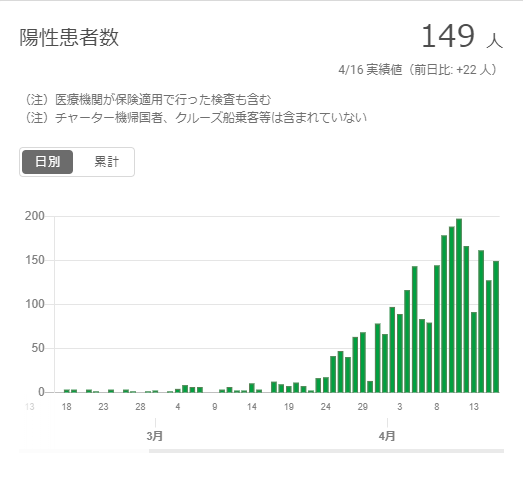 陽性患者数
149 人
4/16 実績値（前日比: +22 人）
（注）医療機関が保険適用で行った検査も含む
（注）チャーター機帰国者、クルーズ船乗客等は含まれていない
日別 累計
200
150
100
50
0
13 18 23 28 4 9 14 19 24 29 3 8 13
3月 4月